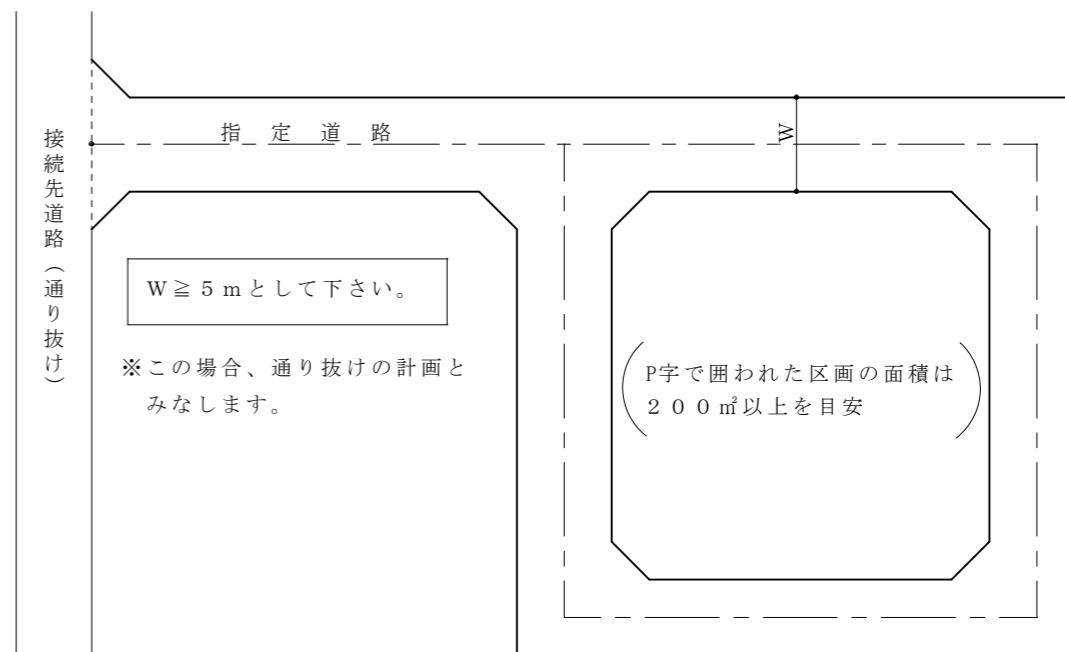 接続先道路（通り抜け）
指定道路
W
W≧５ｍとして下さい。
※この場合、通り抜けの計画と
みなします。
P字で囲われた区画の面積は
２００㎡以上を目安